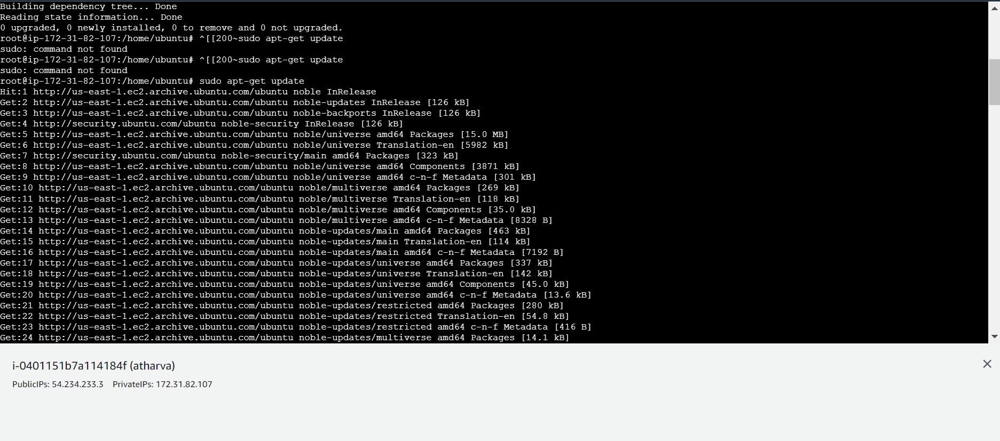 Building dependency tree... Done
Reading state information... Done
0 upgraded, 0 newly installed, 0 to remove and 0 not upgraded.
root@ip-172-31-82-107:/home/ubuntu# ^[[200~sudo apt-get update
sudo: command not found
root@ip-172-31-82-107:/home/ubuntu# ^[[200~sudo apt-get update
sudo: command not found
root@ip-172-31-82-107:/home/ubuntu# sudo apt-get update
Hit:1 http://us-east-1.ec2.archive.ubuntu.com/ubuntu noble InRelease
Get:2 http://us-east-1.ec2.archive.ubuntu.com/ubuntu noble-updates InRelease [126 kB]
Get:3 http://us-east-1.ec2.archive.ubuntu.com/ubuntu noble-backports InRelease [126 kB]
Get:4 http://security.ubuntu.com/ubuntu noble-security InRelease [126 kB]
Get:5 http://us-east-1.ec2.archive.ubuntu.com/ubuntu noble/universe amd64 Packages [15.0 MB]
Get:6 http://us-east-1.ec2.archive.ubuntu.com/ubuntu noble/universe Translation-en [5982 kB]
Get:7 http://security.ubuntu.com/ubuntu noble-security/main amd64 Packages [323 kB]
Get:8 http://us-east-1.ec2.archive.ubuntu.com/ubuntu noble/universe amd64 Components [3871 kB]
Get:9 http://us-east-1.ec2.archive.ubuntu.com/ubuntu noble/universe amd64 c-n-f Metadata [301 kB]
Get:10 http://us-east-1.ec2.archive.ubuntu.com/ubuntu noble/multiverse amd64 Packages [269 kB]
Get:11 http://us-east-1.ec2.archive.ubuntu.com/ubuntu noble/multiverse Translation-en [118 kB]
Get:12 http://us-east-1.ec2.archive.ubuntu.com/ubuntu noble/multiverse amd64 Components [35.0 kB]
Get:13 http://us-east-1.ec2.archive.ubuntu.com/ubuntu noble/multiverse amd64 c-n-f Metadata [8328 B]
Get:14 http://us-east-1.ec2.archive.ubuntu.com/ubuntu noble-updates/main amd64 Packages [463 kB]
Get:15 http://us-east-1.ec2.archive.ubuntu.com/ubuntu noble-updates/main Translation-en [114 kB]
Get:16 http://us-east-1.ec2.archive.ubuntu.com/ubuntu noble-updates/main amd64 c-n-f Metadata [7192 B]
Get:17 http://us-east-1.ec2.archive.ubuntu.com/ubuntu noble-updates/universe amd64 Packages [337 kB]
Get:18 http://us-east-1.ec2.archive.ubuntu.com/ubuntu noble-updates/universe Translation-en [142 kB]
Get:19 http://us-east-1.ec2.archive.ubuntu.com/ubuntu noble-updates/universe amd64 Components [45.0 kB]
Get:20 http://us-east-1.ec2.archive.ubuntu.com/ubuntu noble-updates/universe amd64 c-n-f Metadata [13.6 kB]
Get:21 http://us-east-1.ec2.archive.ubuntu.com/ubuntu noble-updates/restricted amd64 Packages [280 kB]
Get:22 http://us-east-1.ec2.archive.ubuntu.com/ubuntu noble-updates/restricted Translation-en [54.8 kB]
Get:23 http://us-east-1.ec2.archive.ubuntu.com/ubuntu noble-updates/restricted amd64 c-n-f Metadata [416 B]
Get:24 http://us-east-1.ec2.archive.ubuntu.com/ubuntu noble-updates/multiverse amd64 Packages [14.1 kB]
i-0401151b7a114184f (atharva)
PublicIPs: 54.234.233.3 PrivateIPs: 172.31.82.107